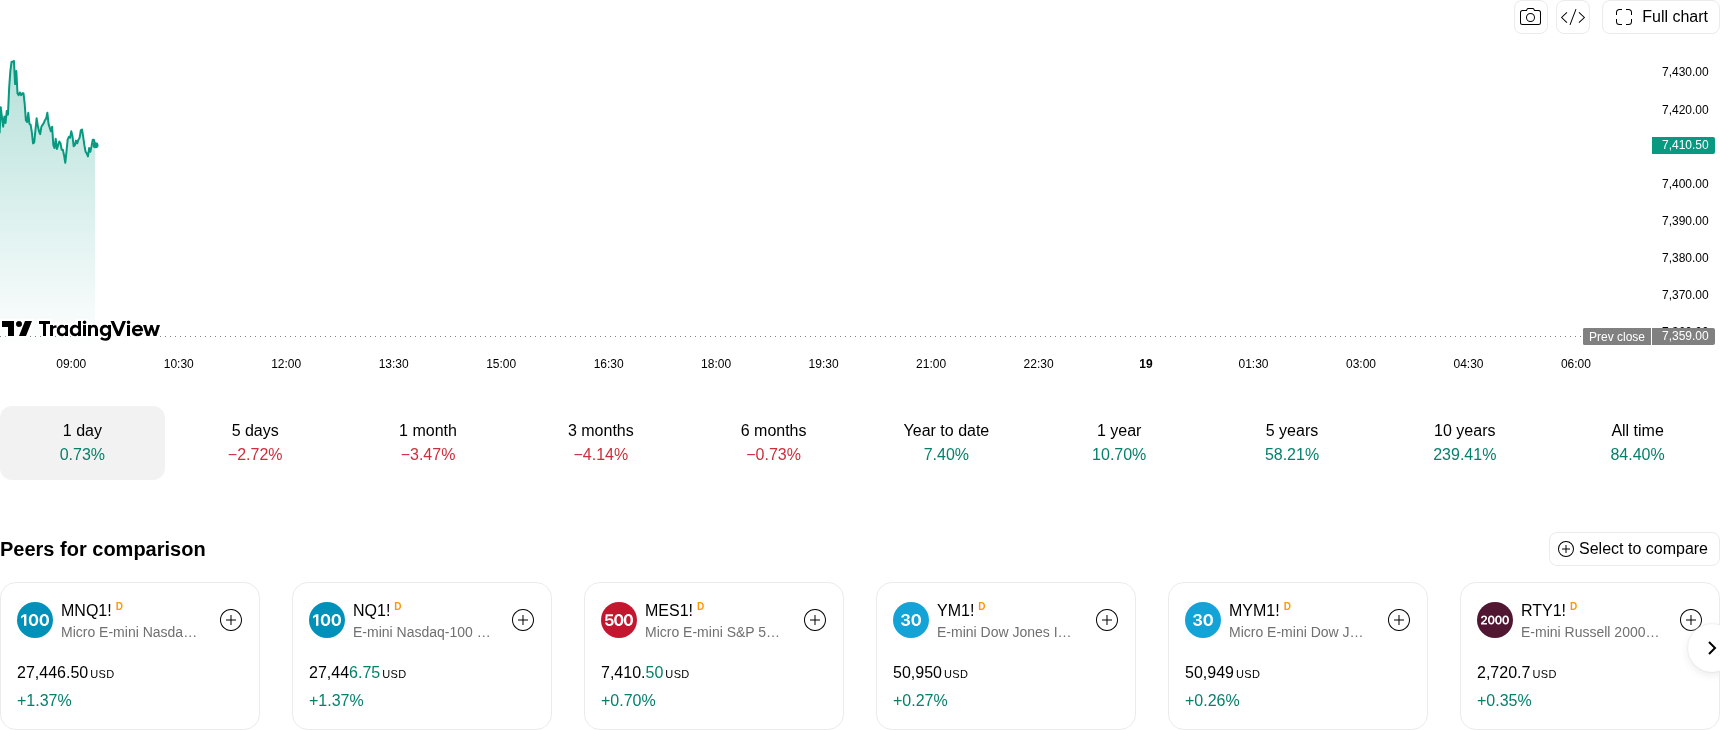 Full chart
7,430.00
7,420.00
7,410.50
7,400.00
7,390.00
7,380.00
7,370.00
TradingView
Prev close 7,359.00
09:00 10:30 12:00 13:30 15:00 16:30 18:00 19:30 21:00 22:30 19 01:30 03:00 04:30 06:00
1 day 5 days 1 month 3 months 6 months Year to date 1 year 5 years 10 years All time
0.73% −2.72% −3.47% −4.14% −0.73% 7.40% 10.70% 58.21% 239.41% 84.40%
Peers for comparison
Select to compare
100 MNQ1! D
Micro E-mini Nasda…
27,446.50 USD
+1.37%
100 NQ1! D
E-mini Nasdaq-100 …
27,446.75 USD
+1.37%
500 MES1! D
Micro E-mini S&P 5…
7,410.50 USD
+0.70%
30 YM1! D
E-mini Dow Jones I…
50,950 USD
+0.27%
30 MYM1! D
Micro E-mini Dow J…
50,949 USD
+0.26%
2000 RTY1! D
E-mini Russell 2000…
2,720.7 USD
+0.35%